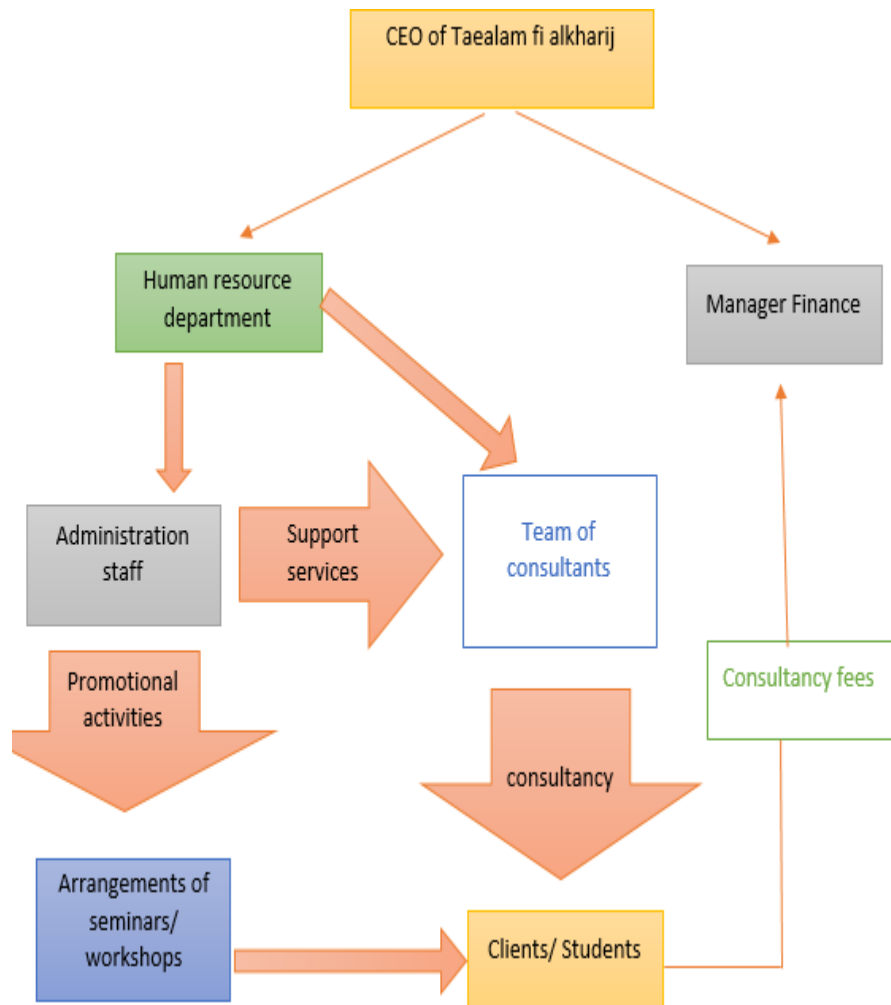 CEO of Taealam fi alkharij
Human resource
department
Manager Finance
Administration
staff
Support
services
Team of
consultants
Promotional
activities
Consultancy fees
consultancy
Arrangements of
seminars/
workshops
Clients/ Students